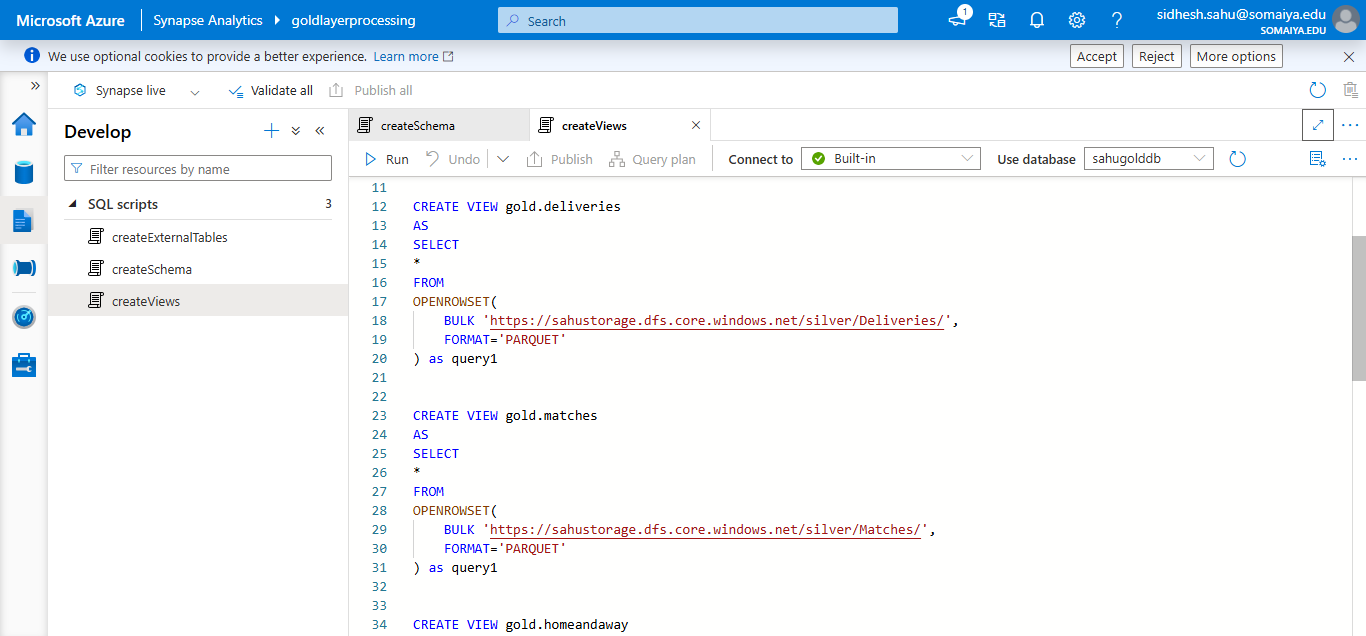 Microsoft Azure
Synapse Analytics
goldlayerprocessing
Search
1
sidhesh.sahu@somaiya.edu
SOMAIYA.EDU
We use optional cookies to provide a better experience. Learn more
Accept
Reject
More options
Synapse live
Validate all
Publish all
Develop
Filter resources by name
SQL scripts 3
createExternalTables
createSchema
createViews
createSchema
createViews
Run
Undo
Publish
Query plan
Connect to
Built-in
Use database
sahugolddb
11
12 CREATE VIEW gold.deliveries
13 AS
14 SELECT
15 *
16 FROM
17 OPENROWSET(
18 BULK 'https://sahustorage.dfs.core.windows.net/silver/Deliveries/',
19 FORMAT='PARQUET'
20 ) as query1
21
22
23 CREATE VIEW gold.matches
24 AS
25 SELECT
26 *
27 FROM
28 OPENROWSET(
29 BULK 'https://sahustorage.dfs.core.windows.net/silver/Matches/',
30 FORMAT='PARQUET'
31 ) as query1
32
33
34 CREATE VIEW gold.homeandaway